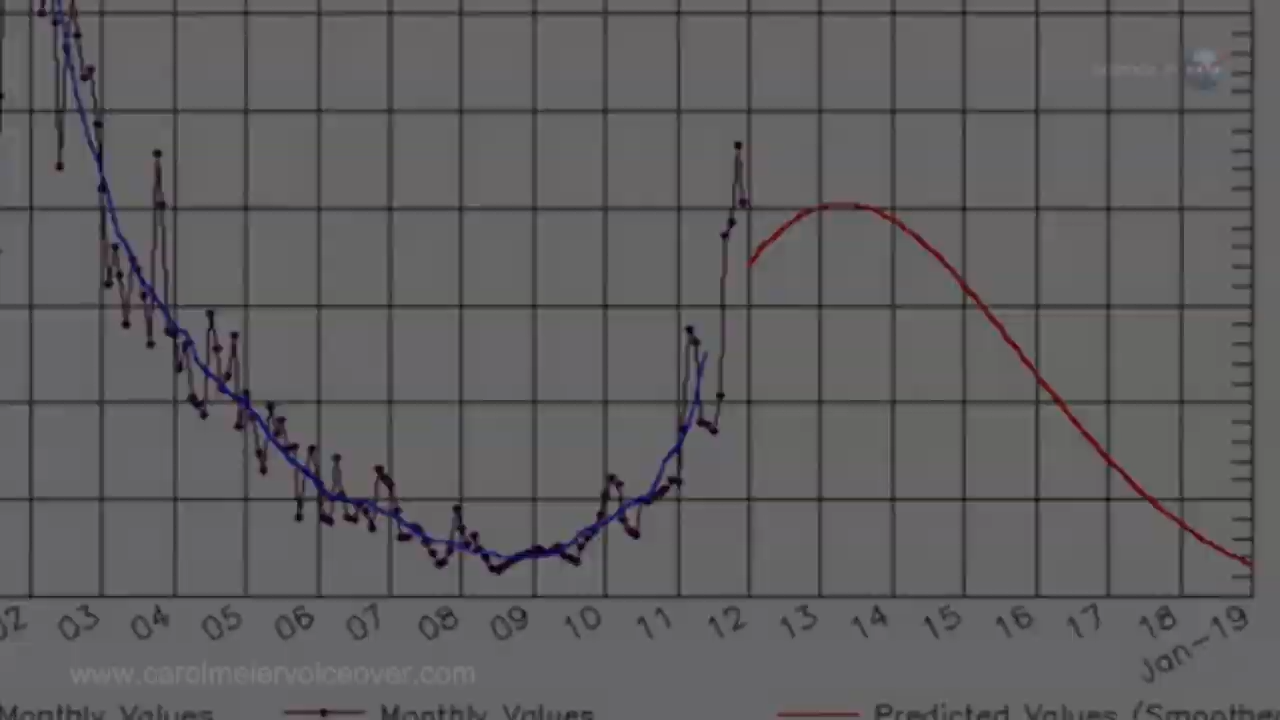 02 03 04 05 06 07 08 09 10 11 12 13 14 15 16 17 18 Jan-19
www.carolmeiervoiceover.com
Monthly Values Monthly Values Predicted Values (Smoothed